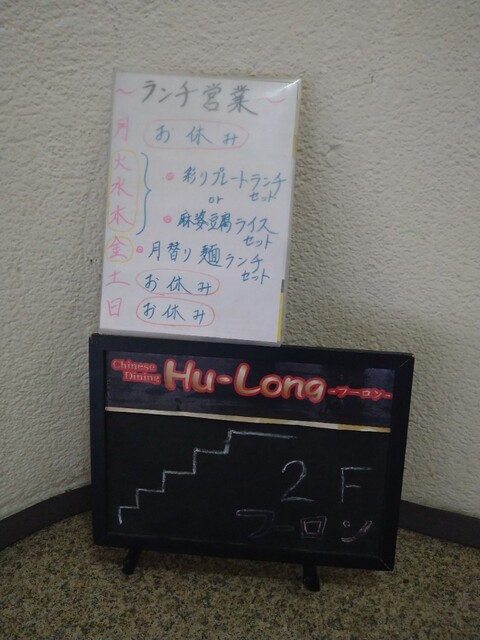 ～ランチ営業～
月 お休み
火
水
木
・彩りプレートランチセット
or
・麻婆豆腐ライスセット
金 ・月替り麺ランチセット
土 お休み
日 お休み
Chinese Dining Hu-Long -フーロン-
2F
フーロン